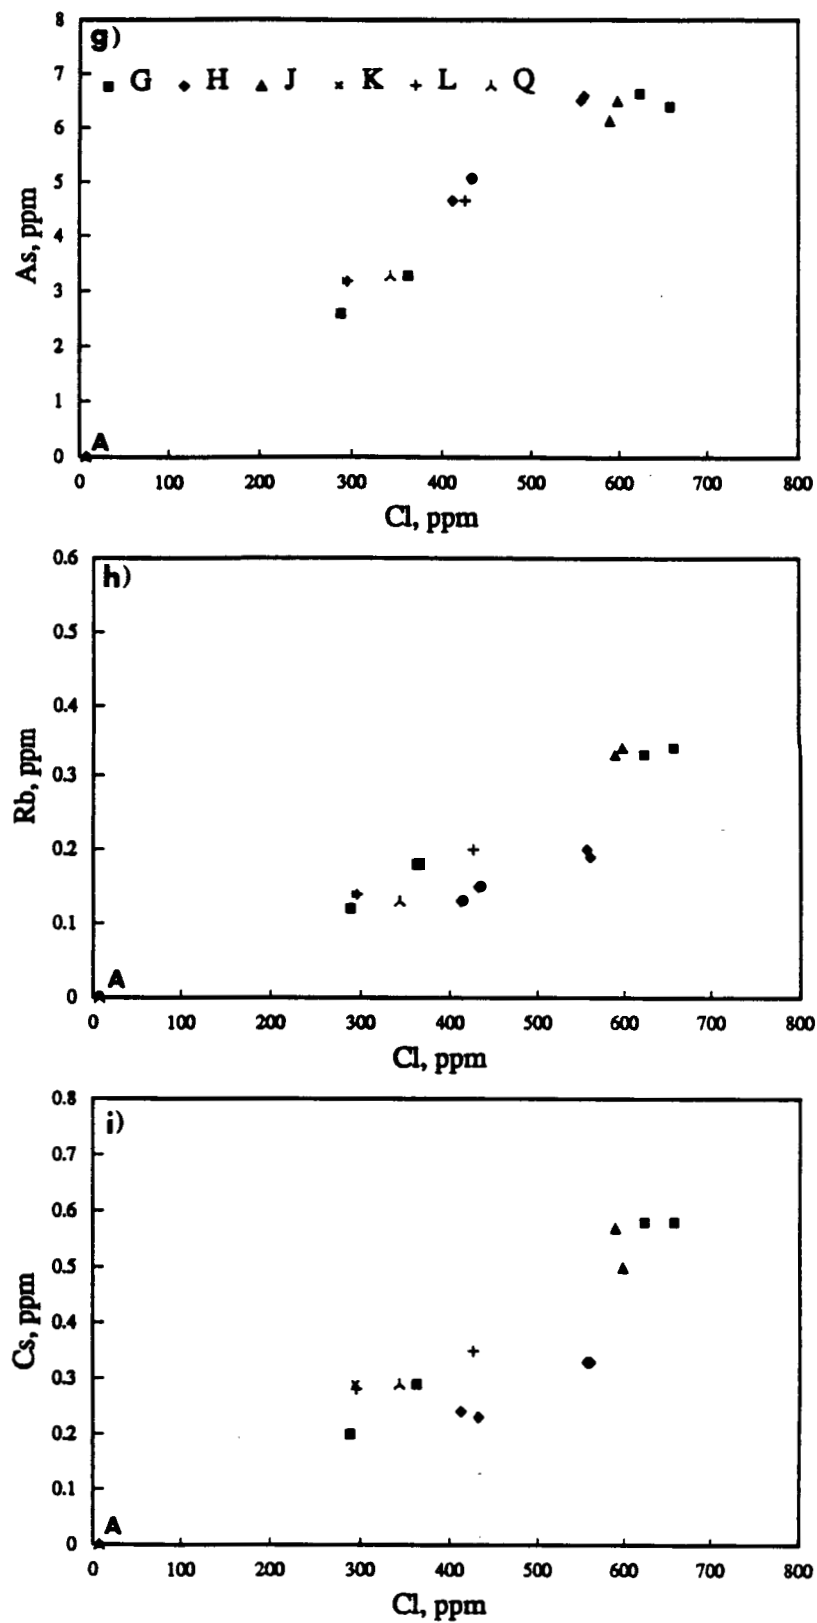 8
g)
7
G H J K L Q
6
5
4
3
2
1
0
As, ppm
A
100 200 300 400 500 600 700 800
Cl, ppm
0.6
h)
0.5
0.4
0.3
0.2
0.1
0
Rb, ppm
A
0 100 200 300 400 500 600 700 800
Cl, ppm
0.8
i)
0.7
0.6
0.5
0.4
0.3
0.2
0.1
0
Cs, ppm
A
0 100 200 300 400 500 600 700 800
Cl, ppm